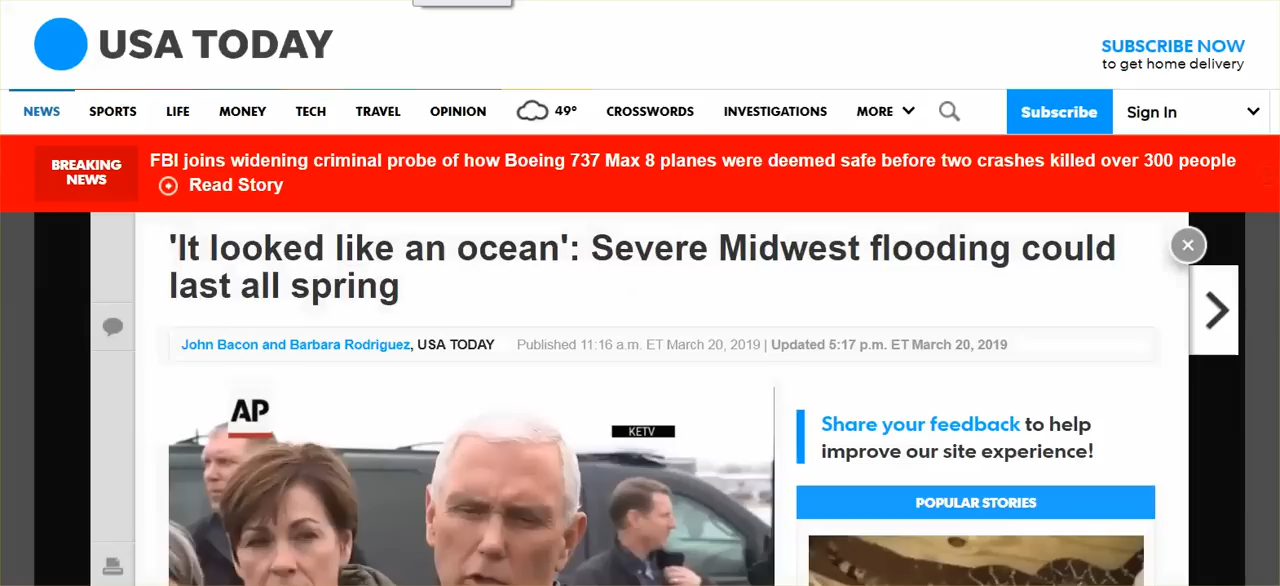 USA TODAY
SUBSCRIBE NOW
to get home delivery
NEWS SPORTS LIFE MONEY TECH TRAVEL OPINION 49° CROSSWORDS INVESTIGATIONS MORE Subscribe Sign In
BREAKING
NEWS
FBI joins widening criminal probe of how Boeing 737 Max 8 planes were deemed safe before two crashes killed over 300 people
Read Story
'It looked like an ocean': Severe Midwest flooding could
last all spring
John Bacon and Barbara Rodriguez, USA TODAY Published 11:16 a.m. ET March 20, 2019 | Updated 5:17 p.m. ET March 20, 2019
AP
KETV
Share your feedback to help
improve our site experience!
POPULAR STORIES